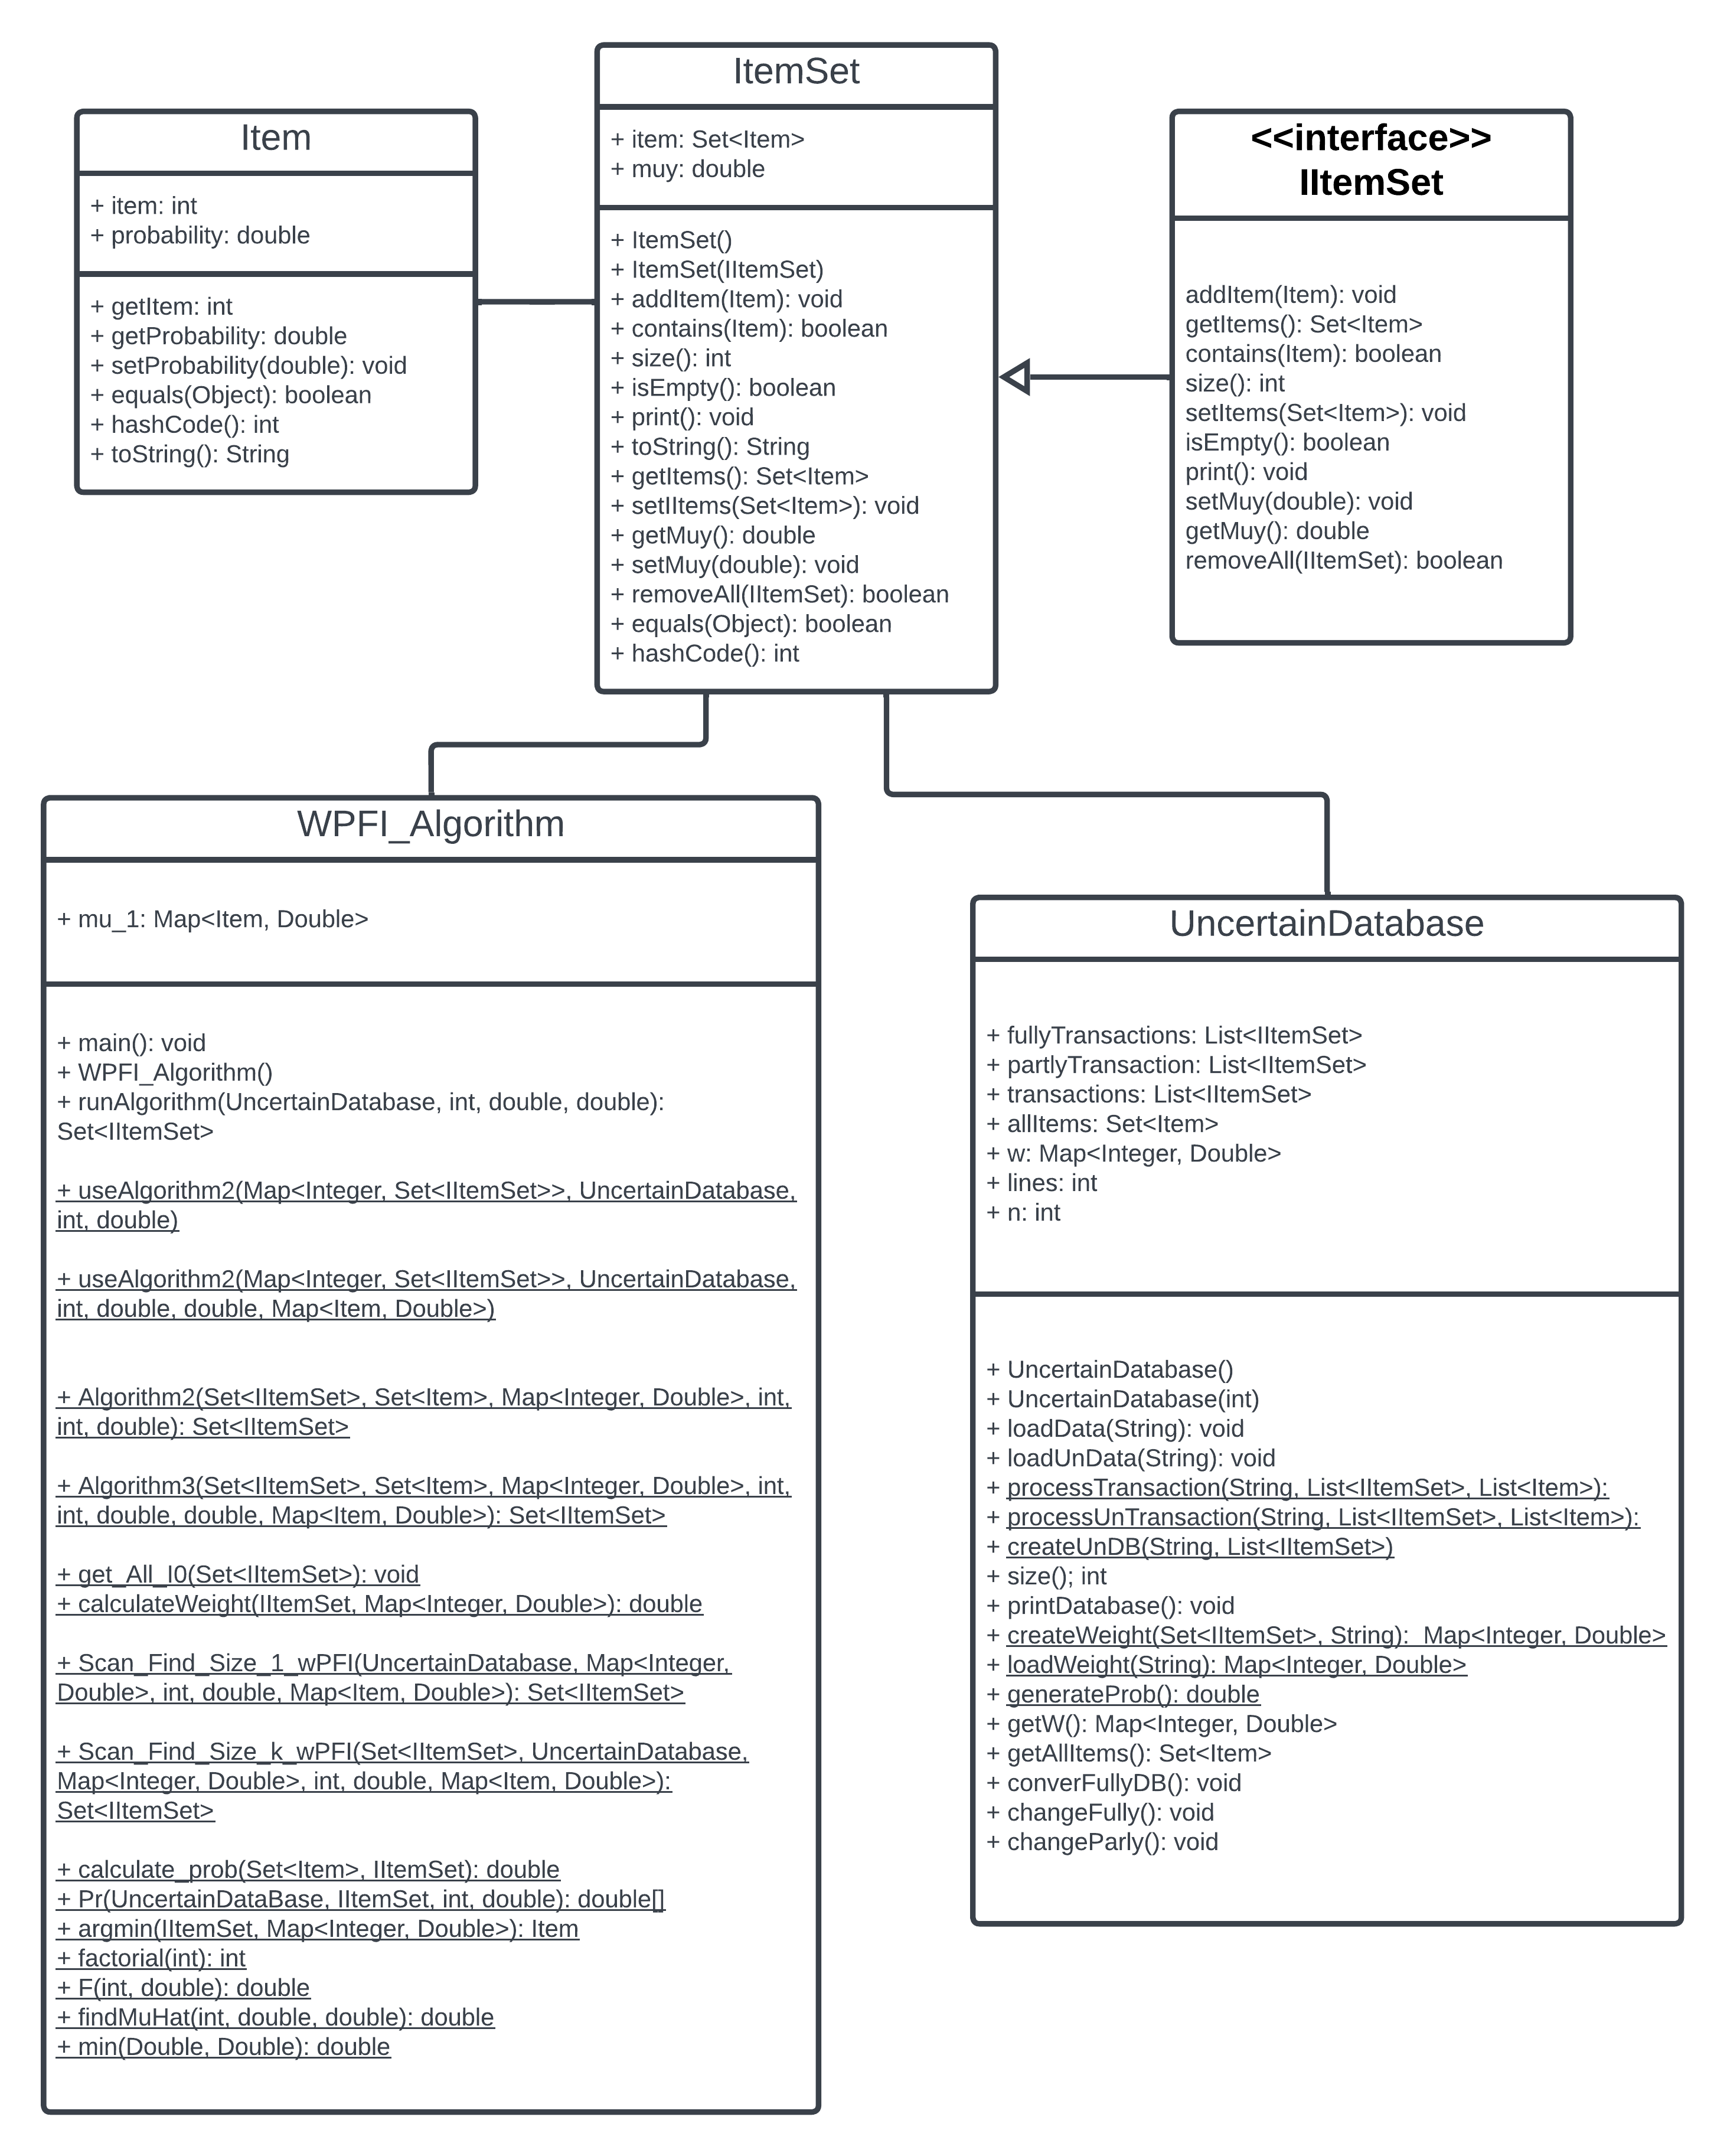 Item
+ item: int
+ probability: double
+ getItem: int
+ getProbability: double
+ setProbability(double): void
+ equals(Object): boolean
+ hashCode(): int
+ toString(): String
ItemSet
+ item: Set<Item>
+ muy: double
+ ItemSet()
+ ItemSet(IItemSet)
+ addItem(Item): void
+ contains(Item): boolean
+ size(): int
+ isEmpty(): boolean
+ print(): void
+ toString(): String
+ getItems(): Set<Item>
+ setIItems(Set<Item>): void
+ getMuy(): double
+ setMuy(double): void
+ removeAll(IItemSet): boolean
+ equals(Object): boolean
+ hashCode(): int
<<interface>>
IItemSet
addItem(Item): void
getItems(): Set<Item>
contains(Item): boolean
size(): int
setItems(Set<Item>): void
isEmpty(): boolean
print(): void
setMuy(double): void
getMuy(): double
removeAll(IItemSet): boolean
WPFI_Algorithm
+ mu_1: Map<Item, Double>
+ main(): void
+ WPFI_Algorithm()
+ runAlgorithm(UncertainDatabase, int, double, double):
Set<IItemSet>
+ useAlgorithm2(Map<Integer, Set<IItemSet>>, UncertainDatabase,
int, double)
+ useAlgorithm2(Map<Integer, Set<IItemSet>>, UncertainDatabase,
int, double, double, Map<Item, Double>)
+ Algorithm2(Set<IItemSet>, Set<Item>, Map<Integer, Double>, int,
int, double): Set<IItemSet>
+ Algorithm3(Set<IItemSet>, Set<Item>, Map<Integer, Double>, int,
int, double, double, Map<Item, Double>): Set<IItemSet>
+ get_All_I0(Set<IItemSet>): void
+ calculateWeight(IItemSet, Map<Integer, Double>): double
+ Scan_Find_Size_1_wPFI(UncertainDatabase, Map<Integer,
Double>, int, double, Map<Item, Double>): Set<IItemSet>
+ Scan_Find_Size_k_wPFI(Set<IItemSet>, UncertainDatabase,
Map<Integer, Double>, int, double, Map<Item, Double>):
Set<IItemSet>
+ calculate_prob(Set<Item>, IItemSet): double
+ Pr(UncertainDataBase, IItemSet, int, double): double[]
+ argmin(IItemSet, Map<Integer, Double>): Item
+ factorial(int): int
+ F(int, double): double
+ findMuHat(int, double, double): double
+ min(Double, Double): double
UncertainDatabase
+ fullyTransactions: List<IItemSet>
+ partlyTransaction: List<IItemSet>
+ transactions: List<IItemSet>
+ allItems: Set<Item>
+ w: Map<Integer, Double>
+ lines: int
+ n: int
+ UncertainDatabase()
+ UncertainDatabase(int)
+ loadData(String): void
+ loadUnData(String): void
+ processTransaction(String, List<IItemSet>, List<Item>):
+ processUnTransaction(String, List<IItemSet>, List<Item>):
+ createUnDB(String, List<IItemSet>)
+ size(); int
+ printDatabase(): void
+ createWeight(Set<IItemSet>, String):  Map<Integer, Double>
+ loadWeight(String): Map<Integer, Double>
+ generateProb(): double
+ getW(): Map<Integer, Double>
+ getAllItems(): Set<Item>
+ converFullyDB(): void
+ changeFully(): void
+ changeParly(): void